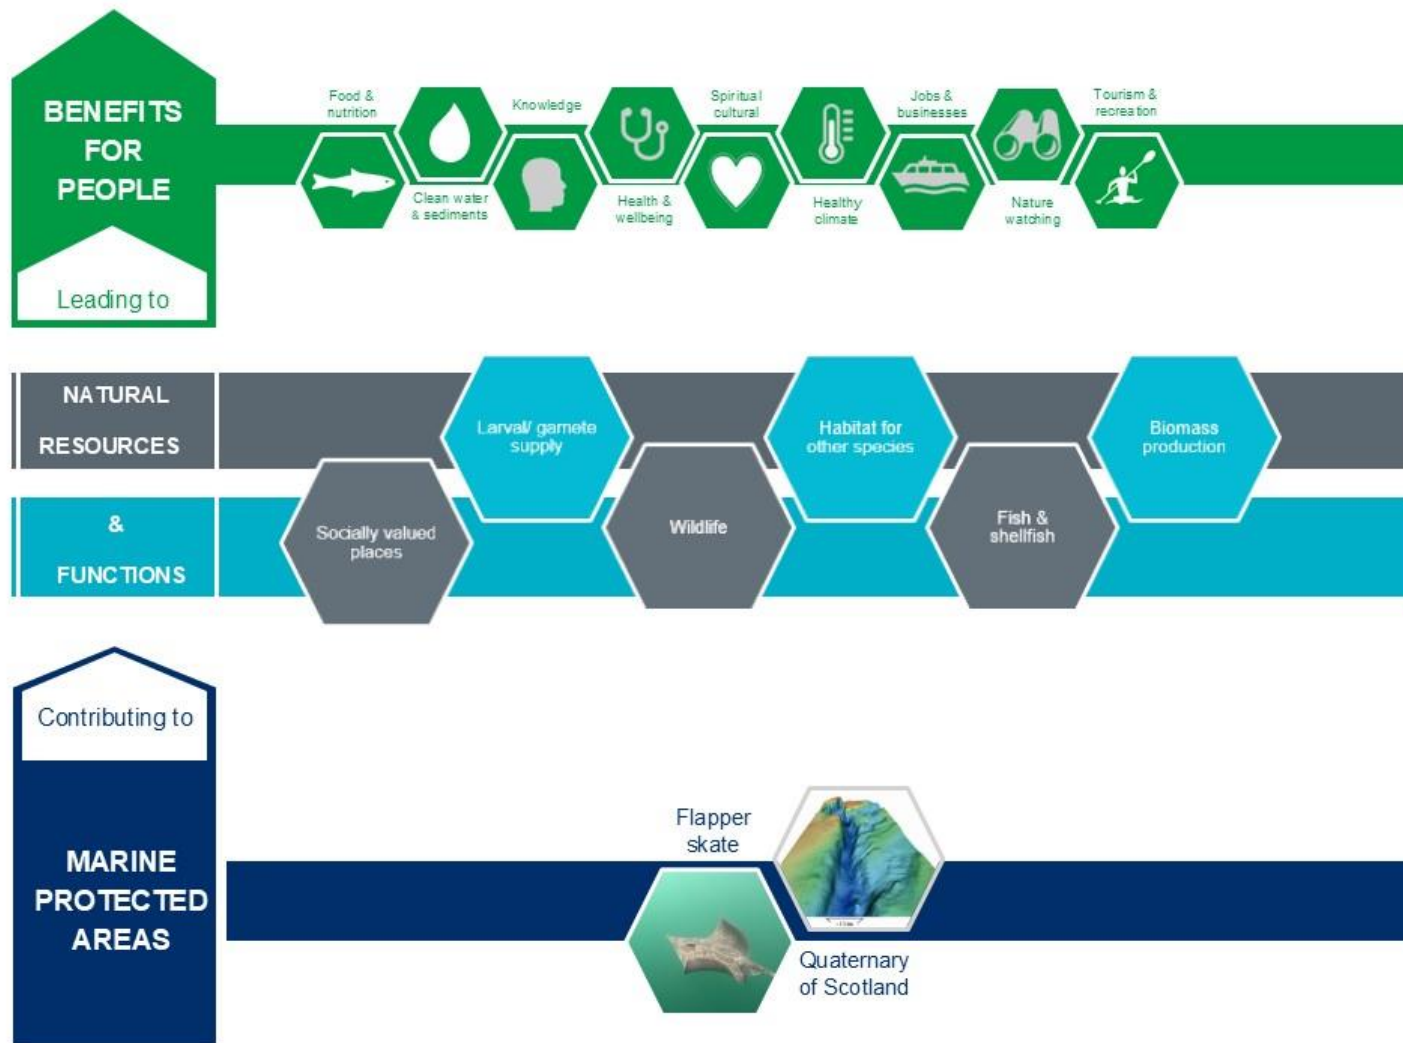 BENEFITS
FOR
PEOPLE
Leading to
Food &
nutrition
Clean water
& sediments
Knowledge
Health &
wellbeing
Spiritual
cultural
Healthy
climate
Jobs &
businesses
Nature
watching
Tourism &
recreation
NATURAL
RESOURCES
&
FUNCTIONS
Socially valued
places
Larval/ gamete
supply
Wildlife
Habitat for
other species
Fish &
shellfish
Biomass
production
Contributing to
MARINE
PROTECTED
AREAS
Flapper
skate
Quaternary
of Scotland